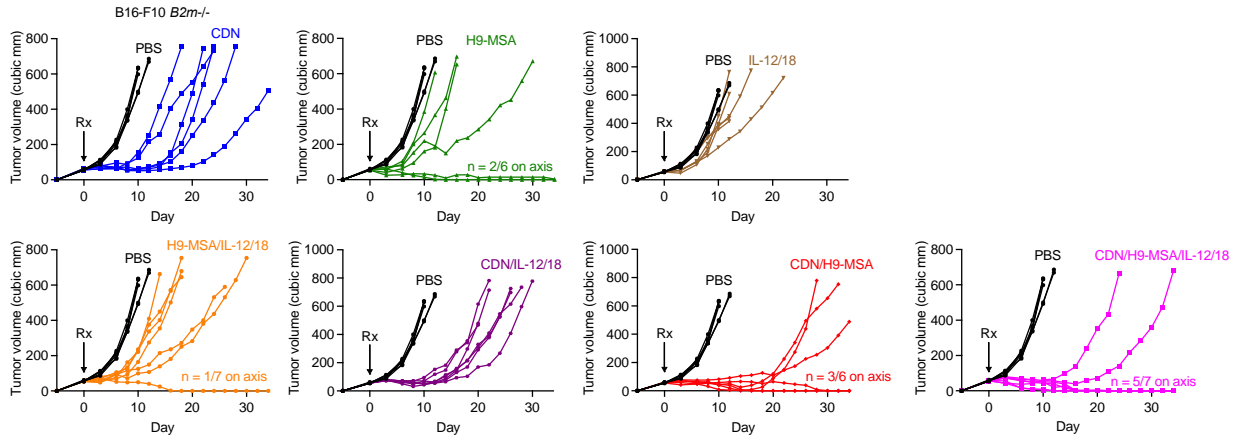 B16-F10 B2m-/-
800
600
400
200
0
0
10
20
30
Day
Tumor volume (cubic mm)
Rx
PBS
CDN
800
600
400
200
0
0
10
20
30
Day
Tumor volume (cubic mm)
Rx
PBS
H9-MSA
n = 2/6 on axis
1000
800
600
400
200
0
0
10
20
30
Day
Tumor volume (cubic mm)
Rx
PBS
IL-12/18
800
600
400
200
0
0
10
20
30
Day
Tumor volume (cubic mm)
Rx
PBS
H9-MSA/IL-12/18
n = 1/7 on axis
1000
800
600
400
200
0
0
10
20
30
Day
Tumor volume (cubic mm)
Rx
PBS
CDN/IL-12/18
1000
800
600
400
200
0
0
10
20
30
Day
Tumor volume (cubic mm)
Rx
PBS
CDN/H9-MSA
n = 3/6 on axis
800
600
400
200
0
0
10
20
30
Day
Tumor volume (cubic mm)
Rx
PBS
CDN/H9-MSA/IL-12/18
n = 5/7 on axis